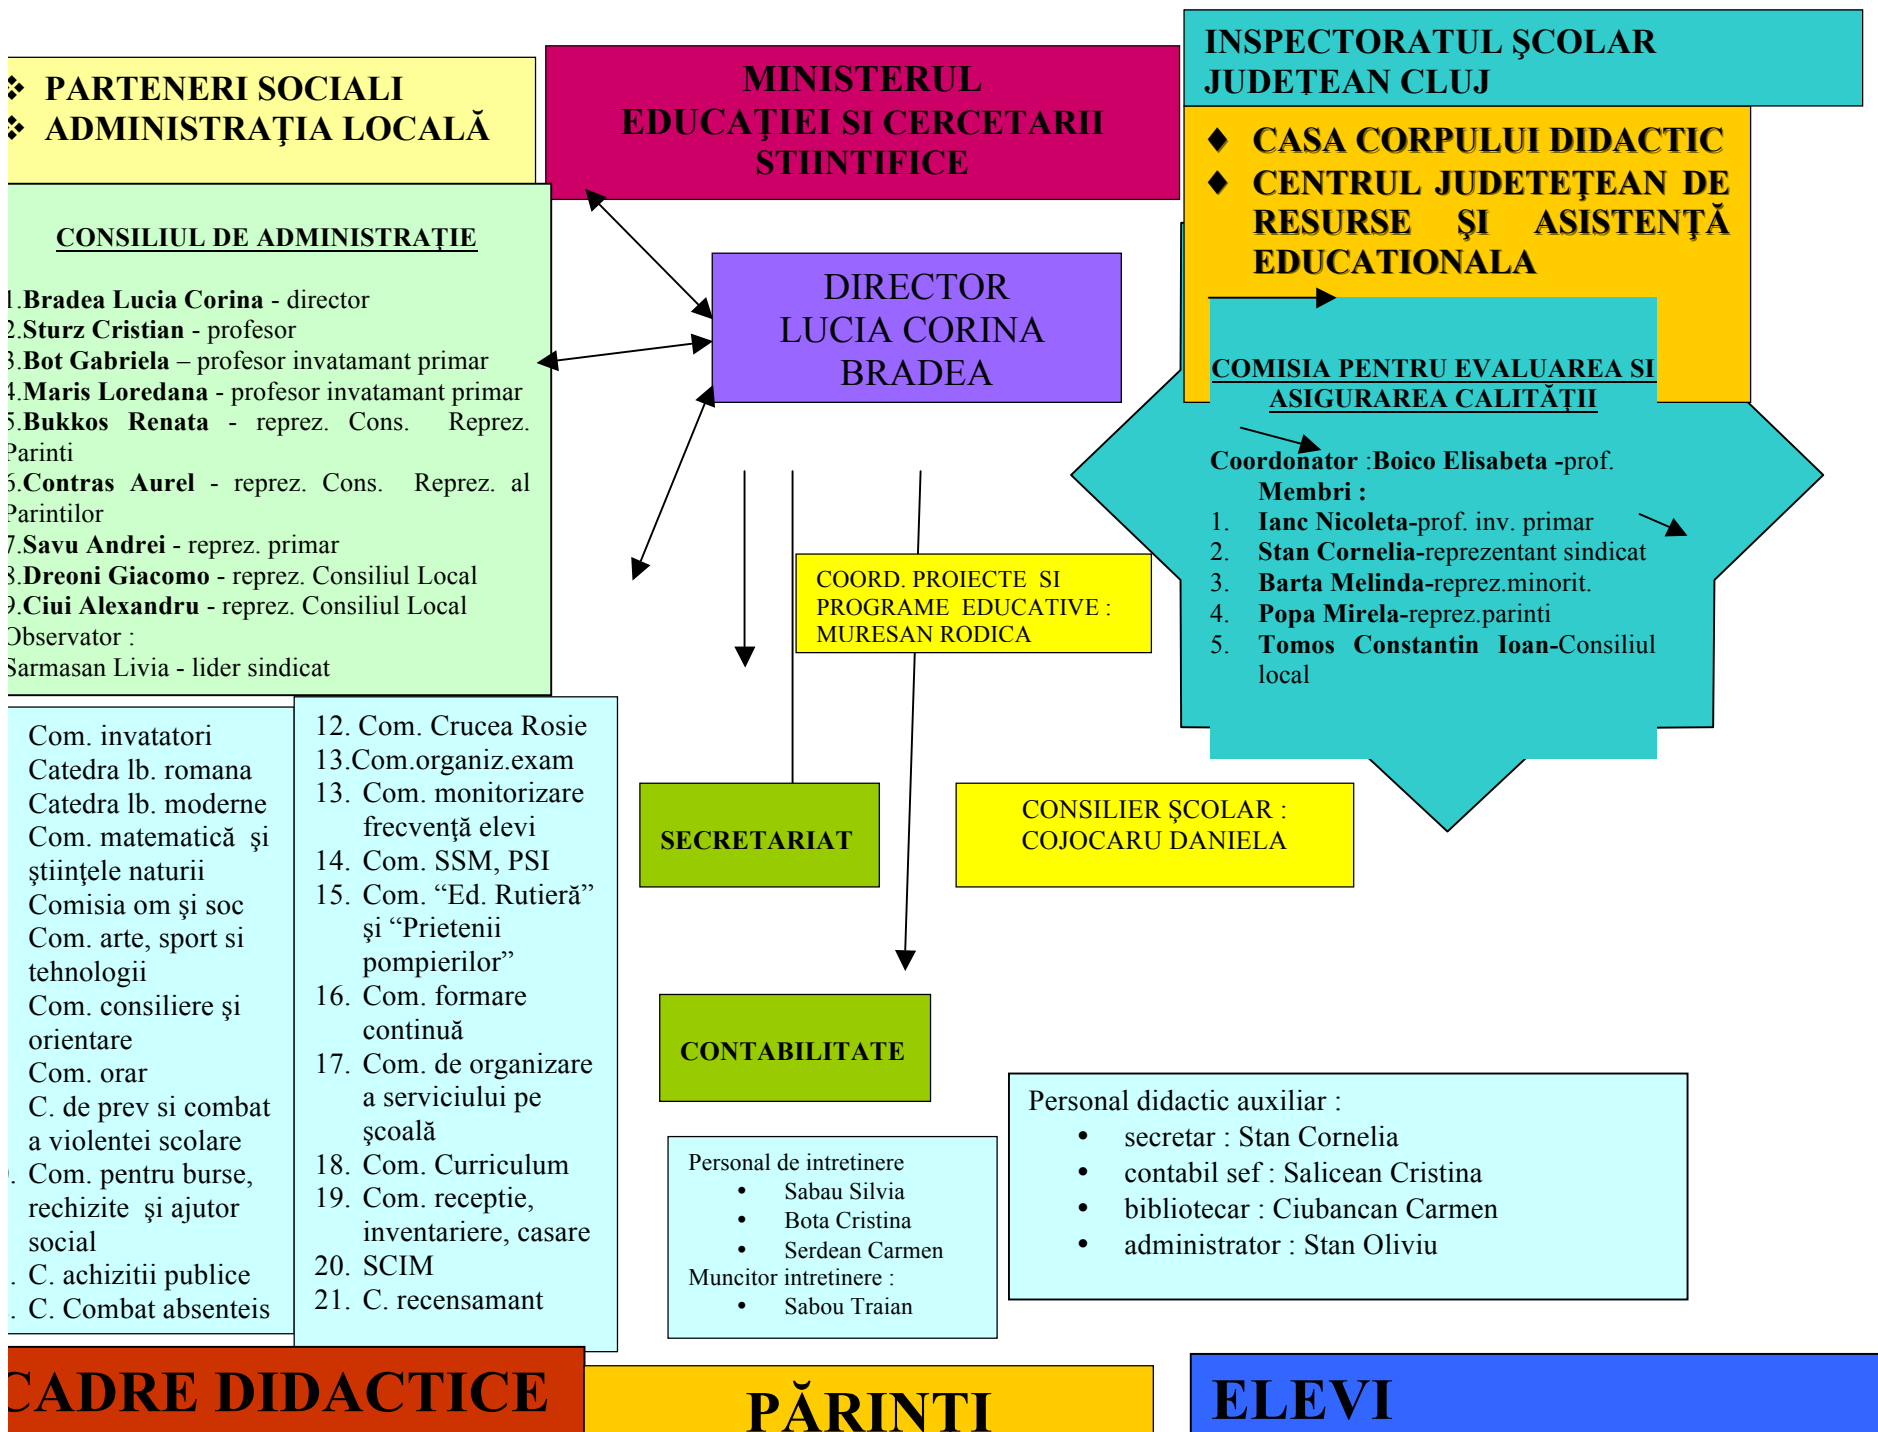 ❖ PARTENERI SOCIALI
❖ ADMINISTRAŢIA LOCALĂ
MINISTERUL
EDUCAŢIEI SI CERCETARII
STIINTIFICE
INSPECTORATUL ŞCOLAR
JUDEŢEAN CLUJ
♦ CASA CORPULUI DIDACTIC
♦ CENTRUL JUDETEŢEAN DE
RESURSE ŞI ASISTENŢĂ
EDUCATIONALA
CONSILIUL DE ADMINISTRAŢIE
1.Bradea Lucia Corina - director
2.Sturz Cristian - profesor
3.Bot Gabriela – profesor invatamant primar
4.Maris Loredana - profesor invatamant primar
5.Bukkos Renata - reprez. Cons. Reprez.
Parinti
6.Contras Aurel - reprez. Cons. Reprez. al
Parintilor
7.Savu Andrei - reprez. primar
8.Dreoni Giacomo - reprez. Consiliul Local
9.Ciui Alexandru - reprez. Consiliul Local
Observator :
Sarmasan Livia - lider sindicat
DIRECTOR
LUCIA CORINA
BRADEA
COMISIA PENTRU EVALUAREA SI
ASIGURAREA CALITĂŢII
Coordonator :Boico Elisabeta -prof.
Membri :
1. Ianc Nicoleta-prof. inv. primar
2. Stan Cornelia-reprezentant sindicat
3. Barta Melinda-reprez.minorit.
4. Popa Mirela-reprez.parinti
5. Tomos Constantin Ioan-Consiliul
local
COORD. PROIECTE SI
PROGRAME EDUCATIVE :
MURESAN RODICA
Com. invatatori
Catedra lb. romana
Catedra lb. moderne
Com. matematică şi
ştiinţele naturii
Comisia om şi soc
Com. arte, sport si
tehnologii
Com. consiliere şi
orientare
Com. orar
C. de prev si combat
a violentei scolare
. Com. pentru burse,
rechizite şi ajutor
social
. C. achizitii publice
. C. Combat absenteis
12. Com. Crucea Rosie
13.Com.organiz.exam
13. Com. monitorizare
frecvenţă elevi
14. Com. SSM, PSI
15. Com. “Ed. Rutieră”
şi “Prietenii
pompierilor”
16. Com. formare
continuă
17. Com. de organizare
a serviciului pe
şcoală
18. Com. Curriculum
19. Com. receptie,
inventariere, casare
20. SCIM
21. C. recensamant
SECRETARIAT
CONSILIER ŞCOLAR :
COJOCARU DANIELA
CONTABILITATE
Personal de intretinere
• Sabau Silvia
• Bota Cristina
• Serdean Carmen
Muncitor intretinere :
• Sabou Traian
Personal didactic auxiliar :
• secretar : Stan Cornelia
• contabil sef : Salicean Cristina
• bibliotecar : Ciubancan Carmen
• administrator : Stan Oliviu
CADRE DIDACTICE
PĂRINTI
ELEVI